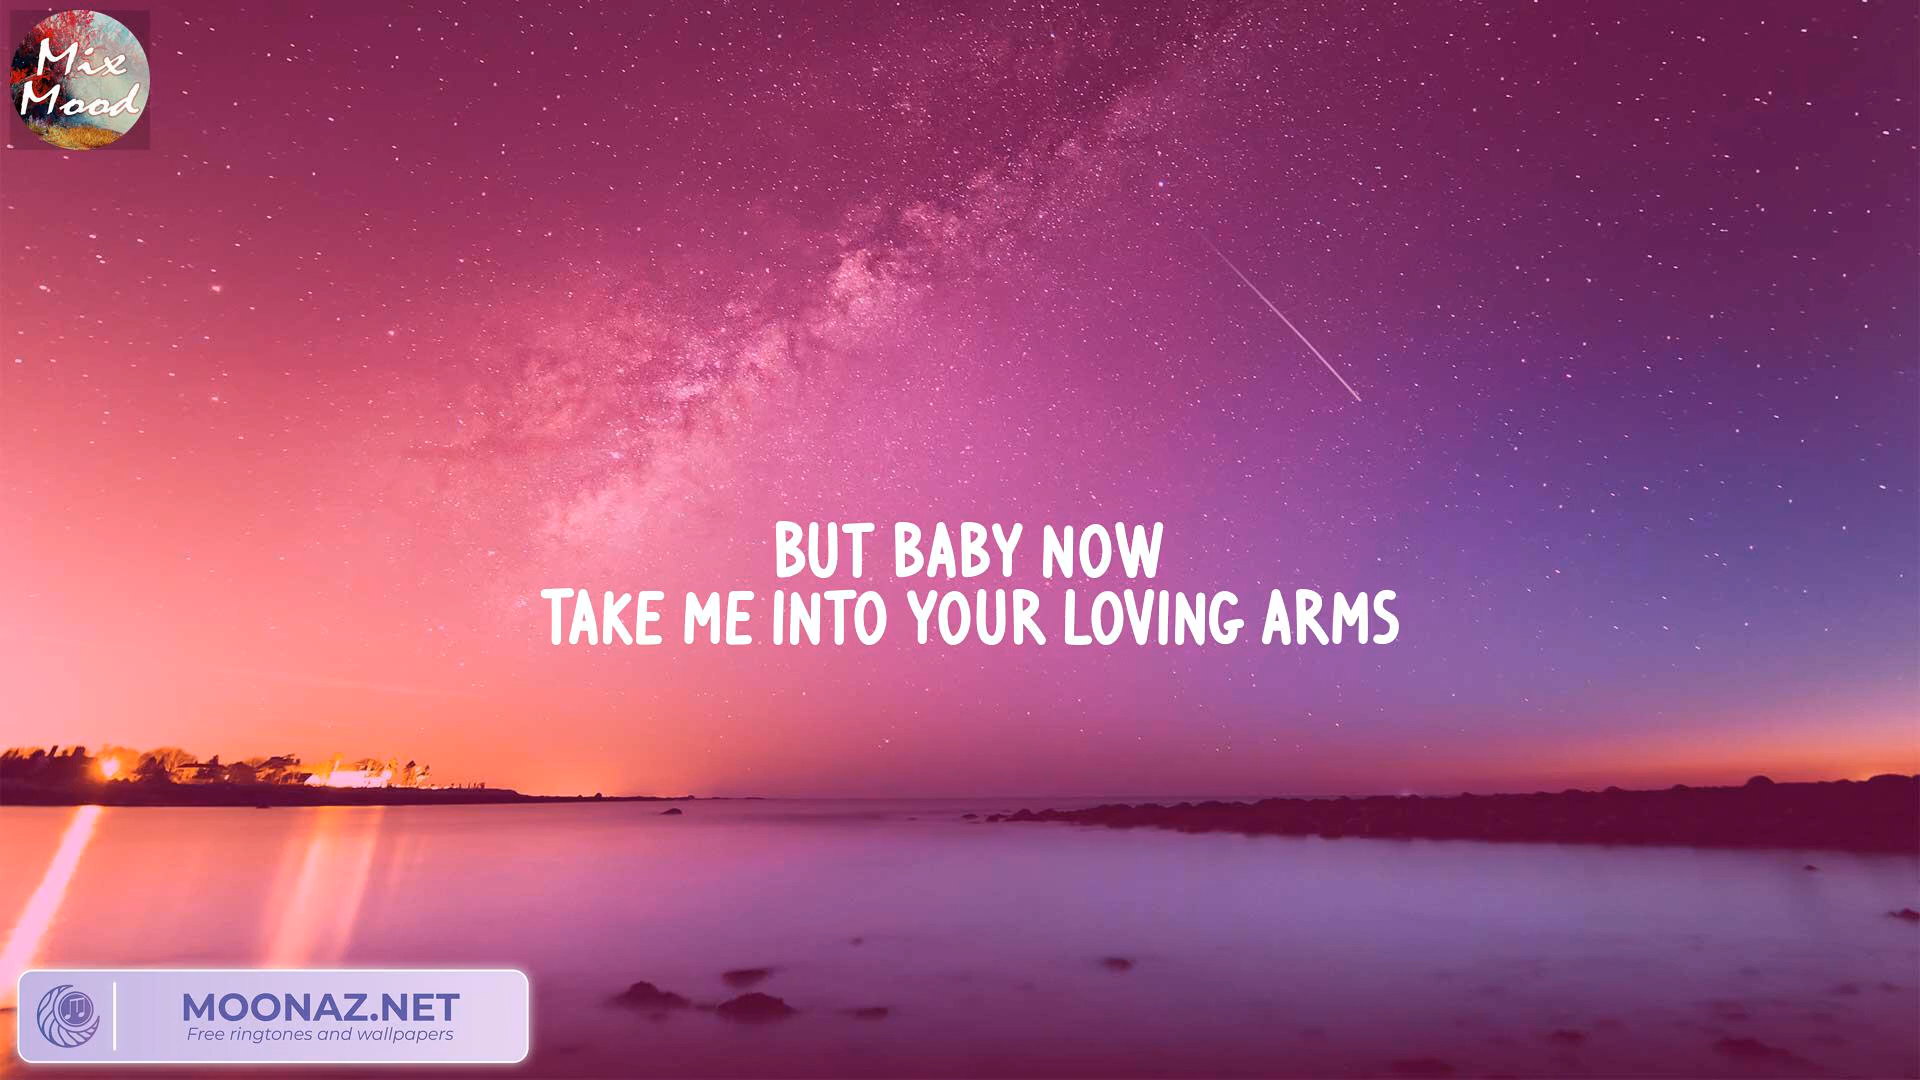 Mix
Mood
BUT BABY NOW
TAKE ME INTO YOUR LOVING ARMS
MOONAZ.NET
Free ringtones and wallpapers